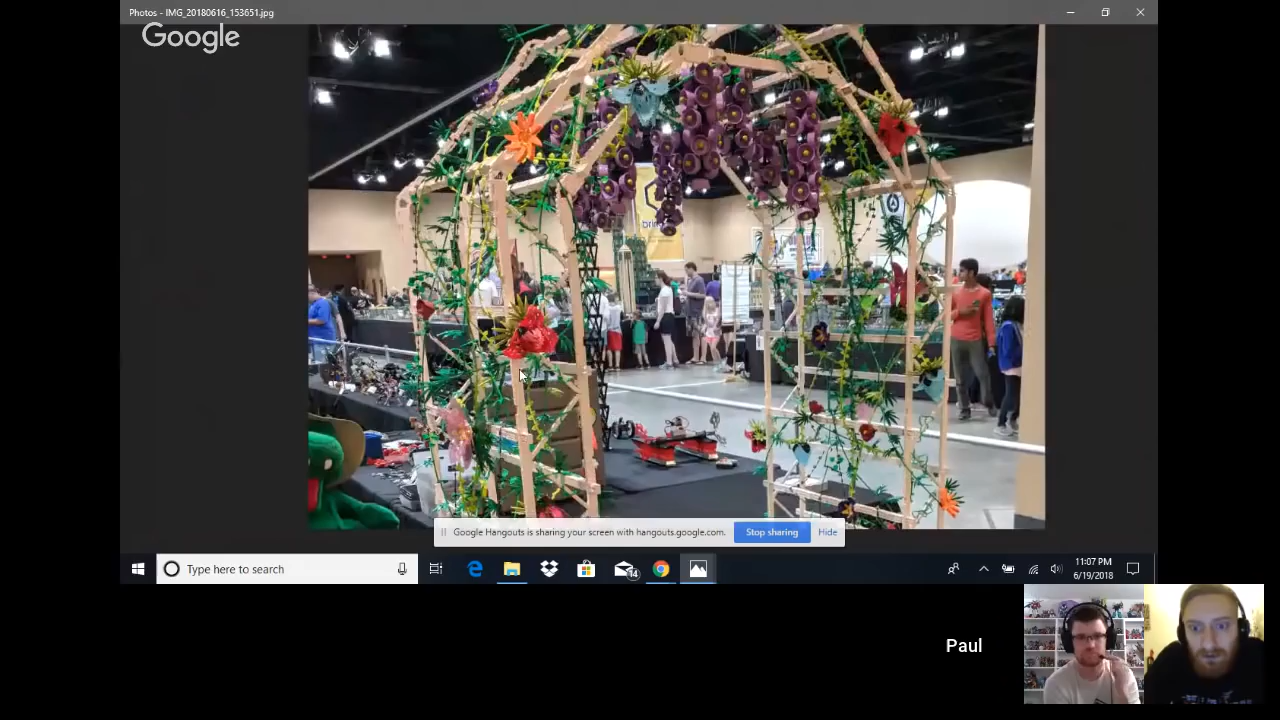 Photos - IMG_20180616_153651.jpg
Google
Google Hangouts is sharing your screen with hangouts.google.com.
Stop sharing
Hide
Type here to search
14
11:07 PM
6/19/2018
Paul